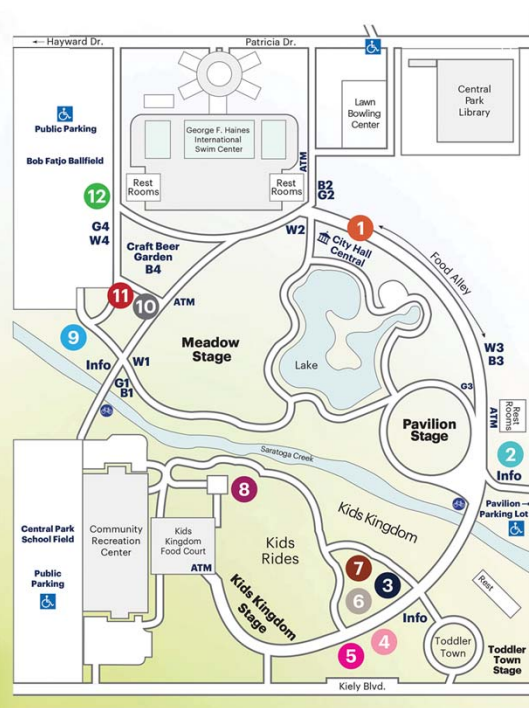 ← Hayward Dr.
Patricia Dr.
Public Parking
Bob Fatjo Ballfield
George F. Haines
International
Swim Center
Rest
Rooms
Rest
Rooms
ATM
Lawn
Bowling
Center
Central
Park
Library
B2
G2
12
G4
W4
Craft Beer
Garden
B4
W2
City Hall
Central
1
Food Alley
11
10
ATM
9
Info
W1
G1
B1
Meadow
Stage
Lake
W3
B3
G3
Pavilion
Stage
ATM
Rest
Rooms
2
Info
Saratoga Creek
Pavilion →
Parking Lot
Central Park
School Field
Public
Parking
Community
Recreation
Center
Kids
Kingdom
Food Court
ATM
8
Kids
Rides
Kids Kingdom
Kids Kingdom
Stage
7
3
6
Info
4
5
Rest
Toddler
Town
Toddler
Town
Stage
Kiely Blvd.